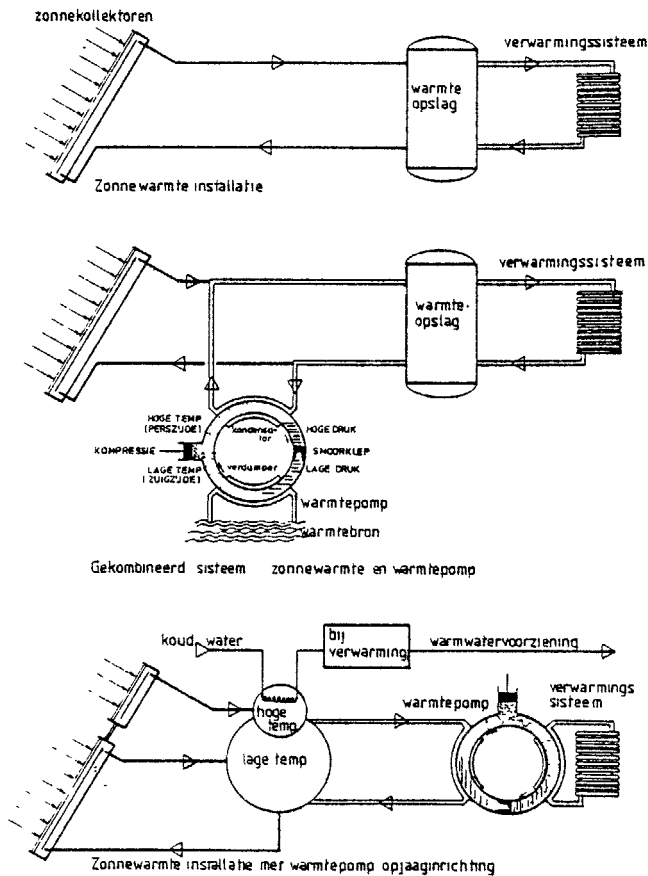 zonnekollektoren
verwarmingssisteem
warmte
opslag
Zonnewarmte installatie
verwarmingssisteem
warmte-
opslag
HOGE TEMP
(PERSZIJDE)
kondensa-
tor
HOGE DRUK
KOMPRESSIE
SMOORKLEP
LAGE TEMP
(ZUIGZIJDE)
verdamper
LAGE DRUK
warmtepomp
warmtebron
Gekombineerd sisteem zonnewarmte en warmtepomp
koud water
bij
verwarming
warmwatervoorziening
hoge
temp
warmtepomp
verwarmings
sisteem
lage temp
Zonnewarmte installatie met warmtepomp opjaaginrichting